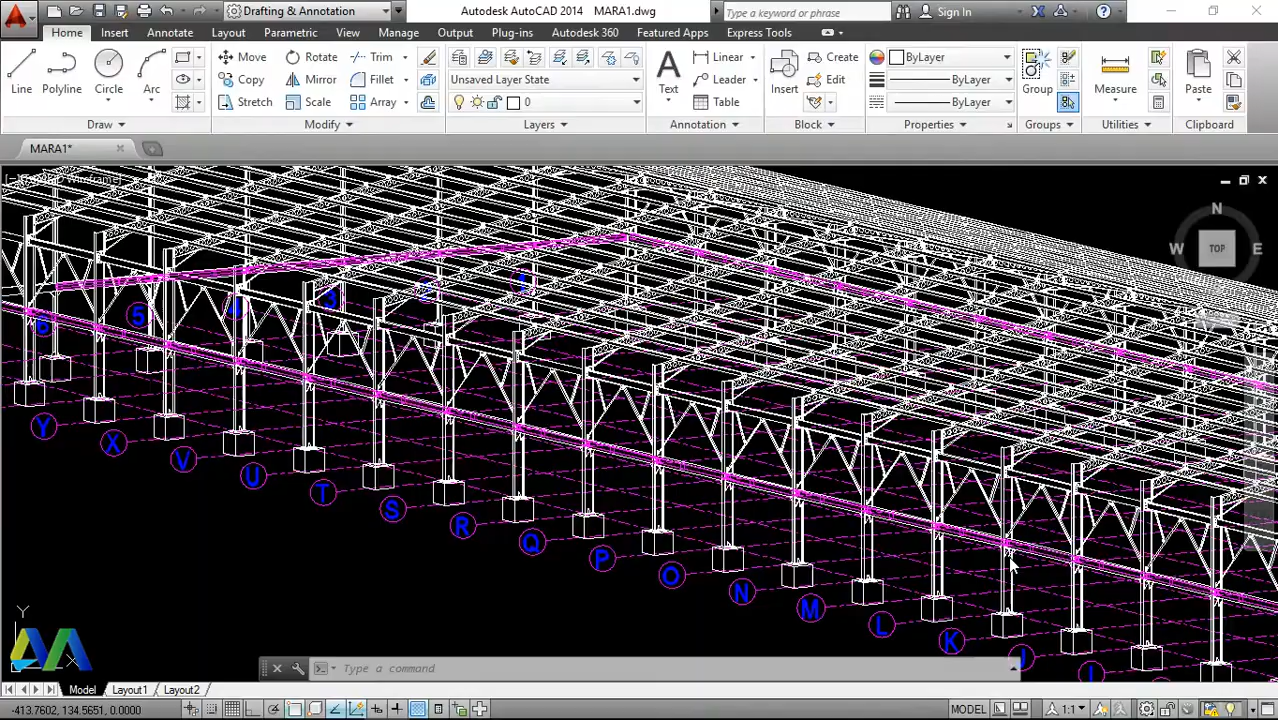 Drafting & Annotation
Autodesk AutoCAD 2014 MARA1.dwg
Type a keyword or phrase
Sign In
Home Insert Annotate Layout Parametric View Manage Output Plug-ins Autodesk 360 Featured Apps Express Tools
Line
Polyline
Circle
Arc
Draw
Move Rotate Trim
Copy Mirror Fillet
Stretch Scale Array
Modify
Unsaved Layer State
0
Layers
Text
Linear
Leader
Table
Annotation
Insert
Create
Edit
Block
ByLayer
ByLayer
ByLayer
Properties
Group
Groups
Measure
Utilities
Paste
Clipboard
MARA1*
N
W TOP E
6 5 4 3 2 1
Y X V U T S R Q P O N M L K J I
Y
X
Type a command
Model Layout1 Layout2
-413.7602, 134.5651, 0.0000
MODEL
1:1